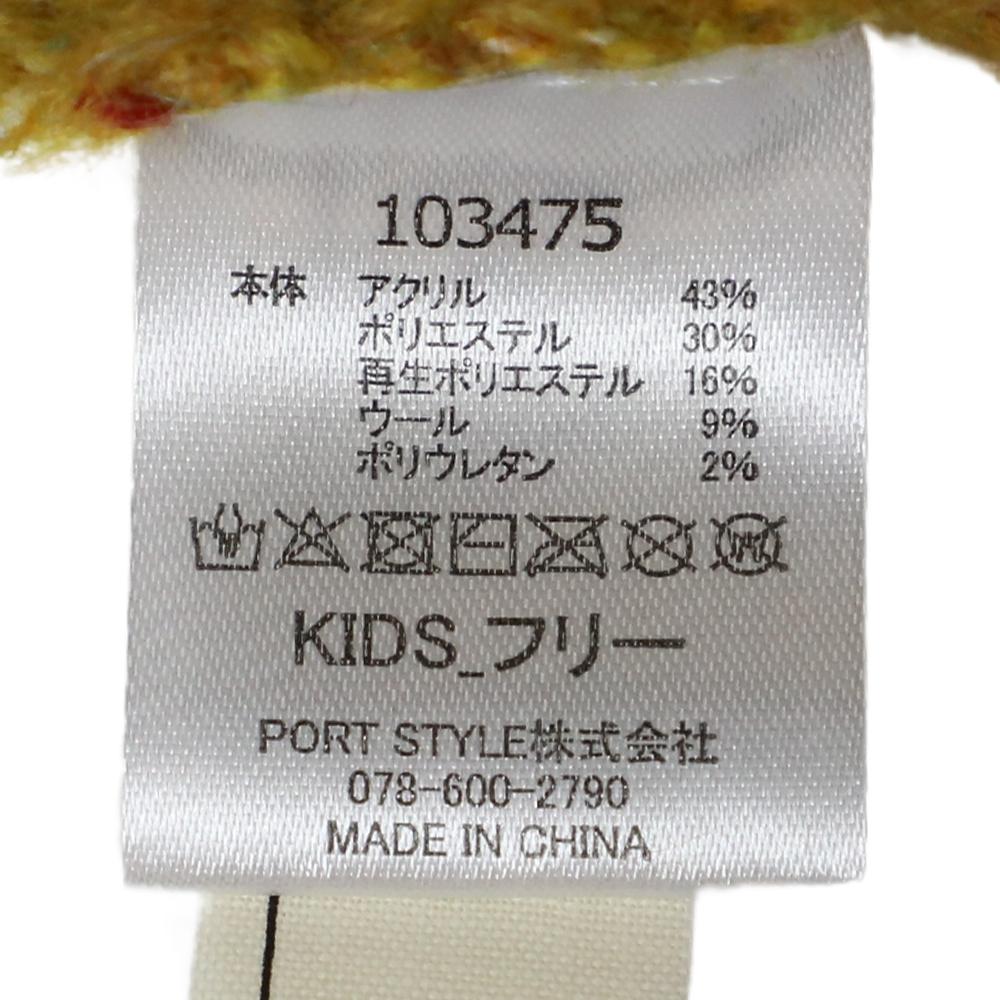 103475
本体 アクリル 43%
ポリエステル 30%
再生ポリエステル 16%
ウール 9%
ポリウレタン 2%
KIDS_フリー
PORT STYLE株式会社
078-600-2790
MADE IN CHINA